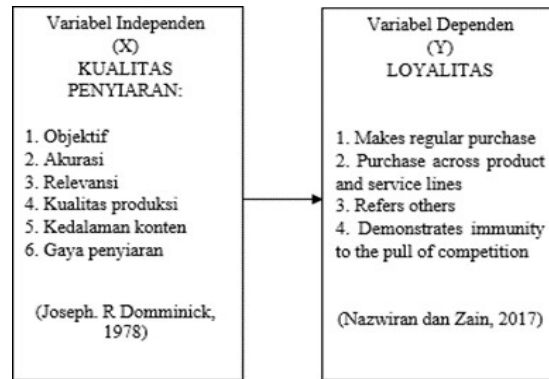 Variabel Independen
(X)
KUALITAS
PENYIARAN:
1. Objektif
2. Akurasi
3. Relevansi
4. Kualitas produksi
5. Kedalaman konten
6. Gaya penyiaran
(Joseph. R Domminick,
1978)
Variabel Dependen
(Y)
LOYALITAS
1. Makes regular purchase
2. Purchase across product
and service lines
3. Refers others
4. Demonstrates immunity
to the pull of competition
(Nazwiran dan Zain, 2017)